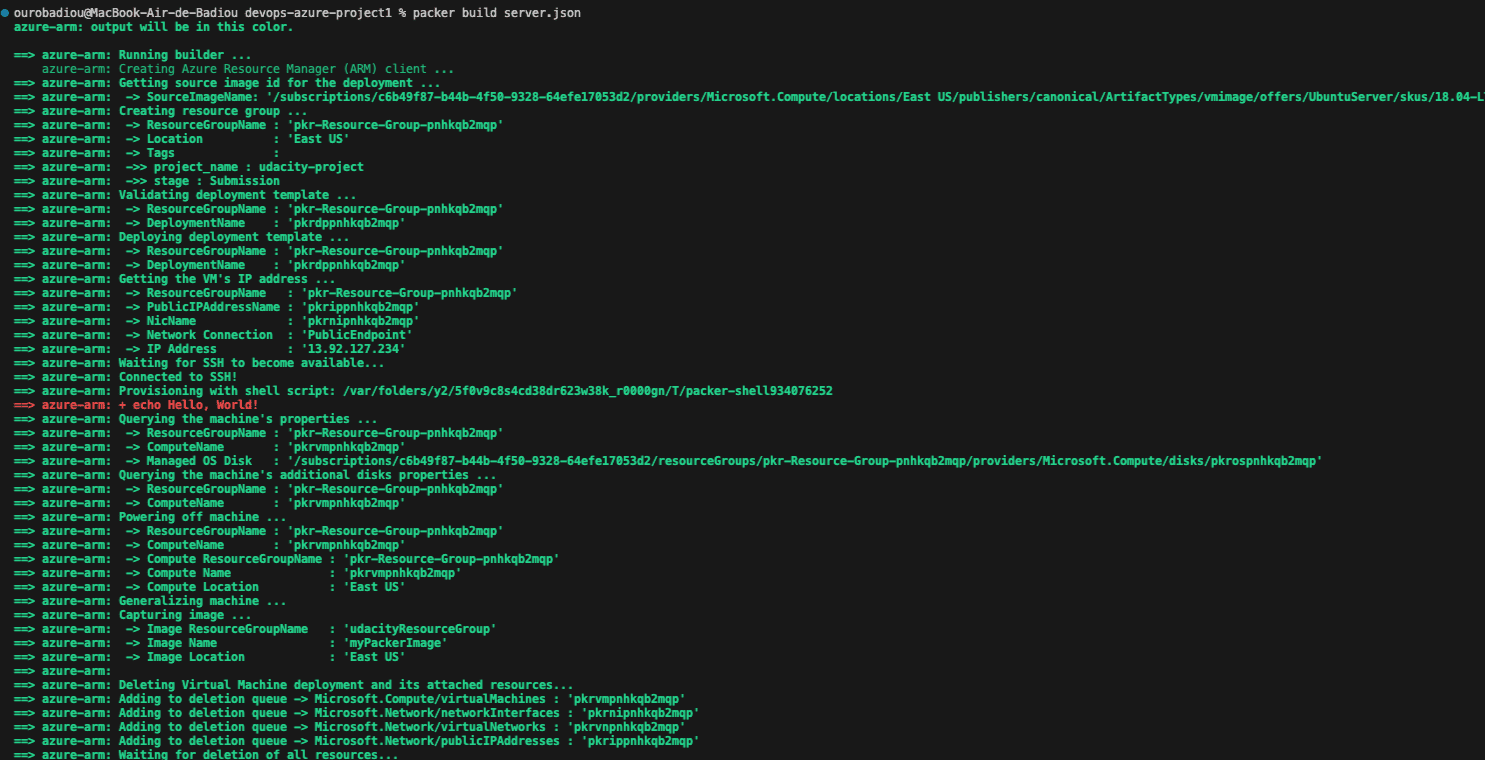 ourobadiou@MacBook-Air-de-Badiou devops-azure-project1 % packer build server.json
azure-arm: output will be in this color.
==> azure-arm: Running builder ...
azure-arm: Creating Azure Resource Manager (ARM) client ...
==> azure-arm: Getting source image id for the deployment ...
==> azure-arm:  -> SourceImageName: '/subscriptions/c6b49f87-b44b-4f50-9328-64efe17053d2/providers/Microsoft.Compute/locations/East US/publishers/canonical/ArtifactTypes/vmimage/offers/UbuntuServer/skus/18.04-LT
==> azure-arm: Creating resource group ...
==> azure-arm:  -> ResourceGroupName : 'pkr-Resource-Group-pnhkqb2mqp'
==> azure-arm:  -> Location          : 'East US'
==> azure-arm:  -> Tags              :
==> azure-arm:  ->> project_name : udacity-project
==> azure-arm:  ->> stage : Submission
==> azure-arm: Validating deployment template ...
==> azure-arm:  -> ResourceGroupName : 'pkr-Resource-Group-pnhkqb2mqp'
==> azure-arm:  -> DeploymentName    : 'pkrdppnhkqb2mqp'
==> azure-arm: Deploying deployment template ...
==> azure-arm:  -> ResourceGroupName : 'pkr-Resource-Group-pnhkqb2mqp'
==> azure-arm:  -> DeploymentName    : 'pkrdppnhkqb2mqp'
==> azure-arm: Getting the VM's IP address ...
==> azure-arm:  -> ResourceGroupName   : 'pkr-Resource-Group-pnhkqb2mqp'
==> azure-arm:  -> PublicIPAddressName : 'pkrippnhkqb2mqp'
==> azure-arm:  -> NicName             : 'pkrnipnhkqb2mqp'
==> azure-arm:  -> Network Connection  : 'PublicEndpoint'
==> azure-arm:  -> IP Address          : '13.92.127.234'
==> azure-arm: Waiting for SSH to become available...
==> azure-arm: Connected to SSH!
==> azure-arm: Provisioning with shell script: /var/folders/y2/5f0v9c8s4cd38dr623w38k_r0000gn/T/packer-shell934076252
==> azure-arm: + echo Hello, World!
==> azure-arm: Querying the machine's properties ...
==> azure-arm:  -> ResourceGroupName : 'pkr-Resource-Group-pnhkqb2mqp'
==> azure-arm:  -> ComputeName       : 'pkrvmpnhkqb2mqp'
==> azure-arm:  -> Managed OS Disk   : '/subscriptions/c6b49f87-b44b-4f50-9328-64efe17053d2/resourceGroups/pkr-Resource-Group-pnhkqb2mqp/providers/Microsoft.Compute/disks/pkrospnhkqb2mqp'
==> azure-arm: Querying the machine's additional disks properties ...
==> azure-arm:  -> ResourceGroupName : 'pkr-Resource-Group-pnhkqb2mqp'
==> azure-arm:  -> ComputeName       : 'pkrvmpnhkqb2mqp'
==> azure-arm: Powering off machine ...
==> azure-arm:  -> ResourceGroupName : 'pkr-Resource-Group-pnhkqb2mqp'
==> azure-arm:  -> ComputeName       : 'pkrvmpnhkqb2mqp'
==> azure-arm:  -> Compute ResourceGroupName : 'pkr-Resource-Group-pnhkqb2mqp'
==> azure-arm:  -> Compute Name              : 'pkrvmpnhkqb2mqp'
==> azure-arm:  -> Compute Location          : 'East US'
==> azure-arm: Generalizing machine ...
==> azure-arm: Capturing image ...
==> azure-arm:  -> Image ResourceGroupName   : 'udacityResourceGroup'
==> azure-arm:  -> Image Name                : 'myPackerImage'
==> azure-arm:  -> Image Location            : 'East US'
==> azure-arm:
==> azure-arm: Deleting Virtual Machine deployment and its attached resources...
==> azure-arm: Adding to deletion queue -> Microsoft.Compute/virtualMachines : 'pkrvmpnhkqb2mqp'
==> azure-arm: Adding to deletion queue -> Microsoft.Network/networkInterfaces : 'pkrnipnhkqb2mqp'
==> azure-arm: Adding to deletion queue -> Microsoft.Network/virtualNetworks : 'pkrvnpnhkqb2mqp'
==> azure-arm: Adding to deletion queue -> Microsoft.Network/publicIPAddresses : 'pkrippnhkqb2mqp'
==> azure-arm: Waiting for deletion of all resources...